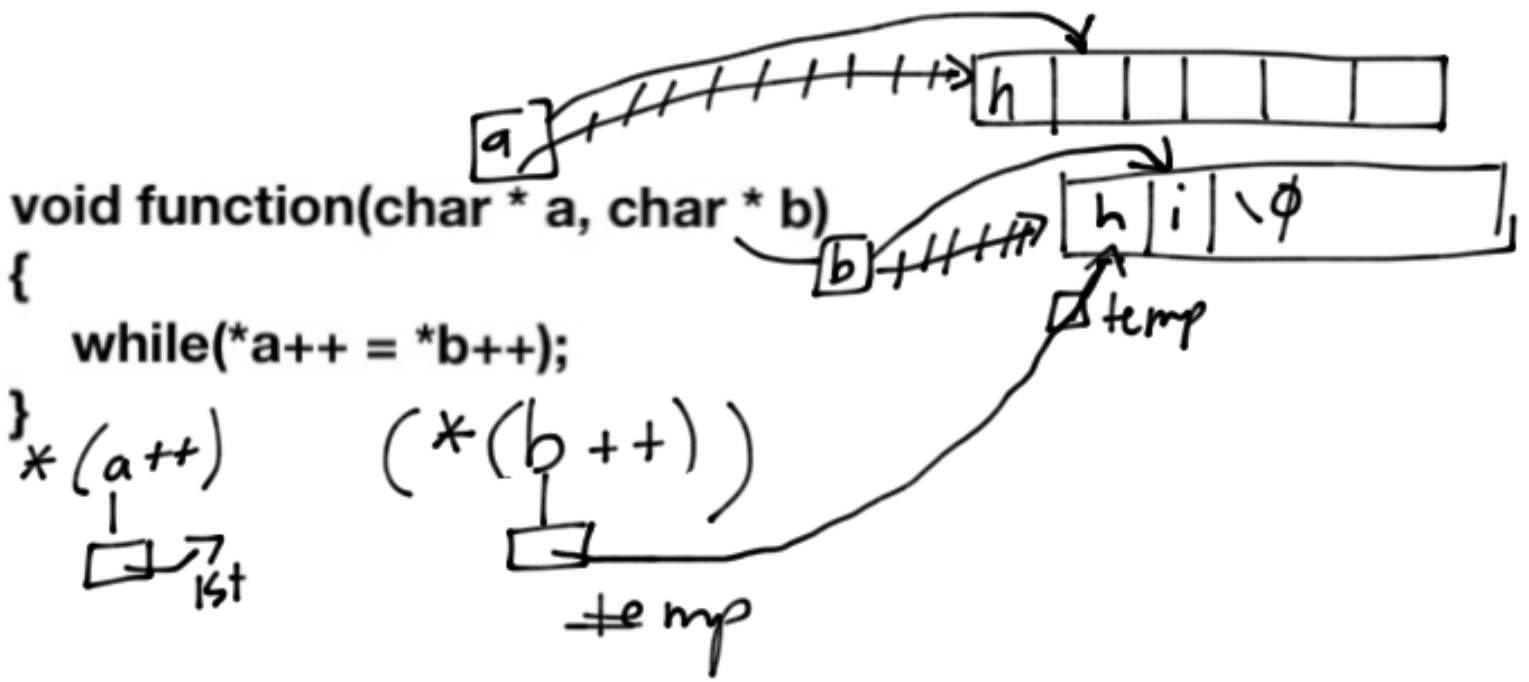 a
h
void function(char * a, char * b)
h i \0
{
b
temp
while(*a++ = *b++);
}
*(a++) (*(b++))
1st
temp